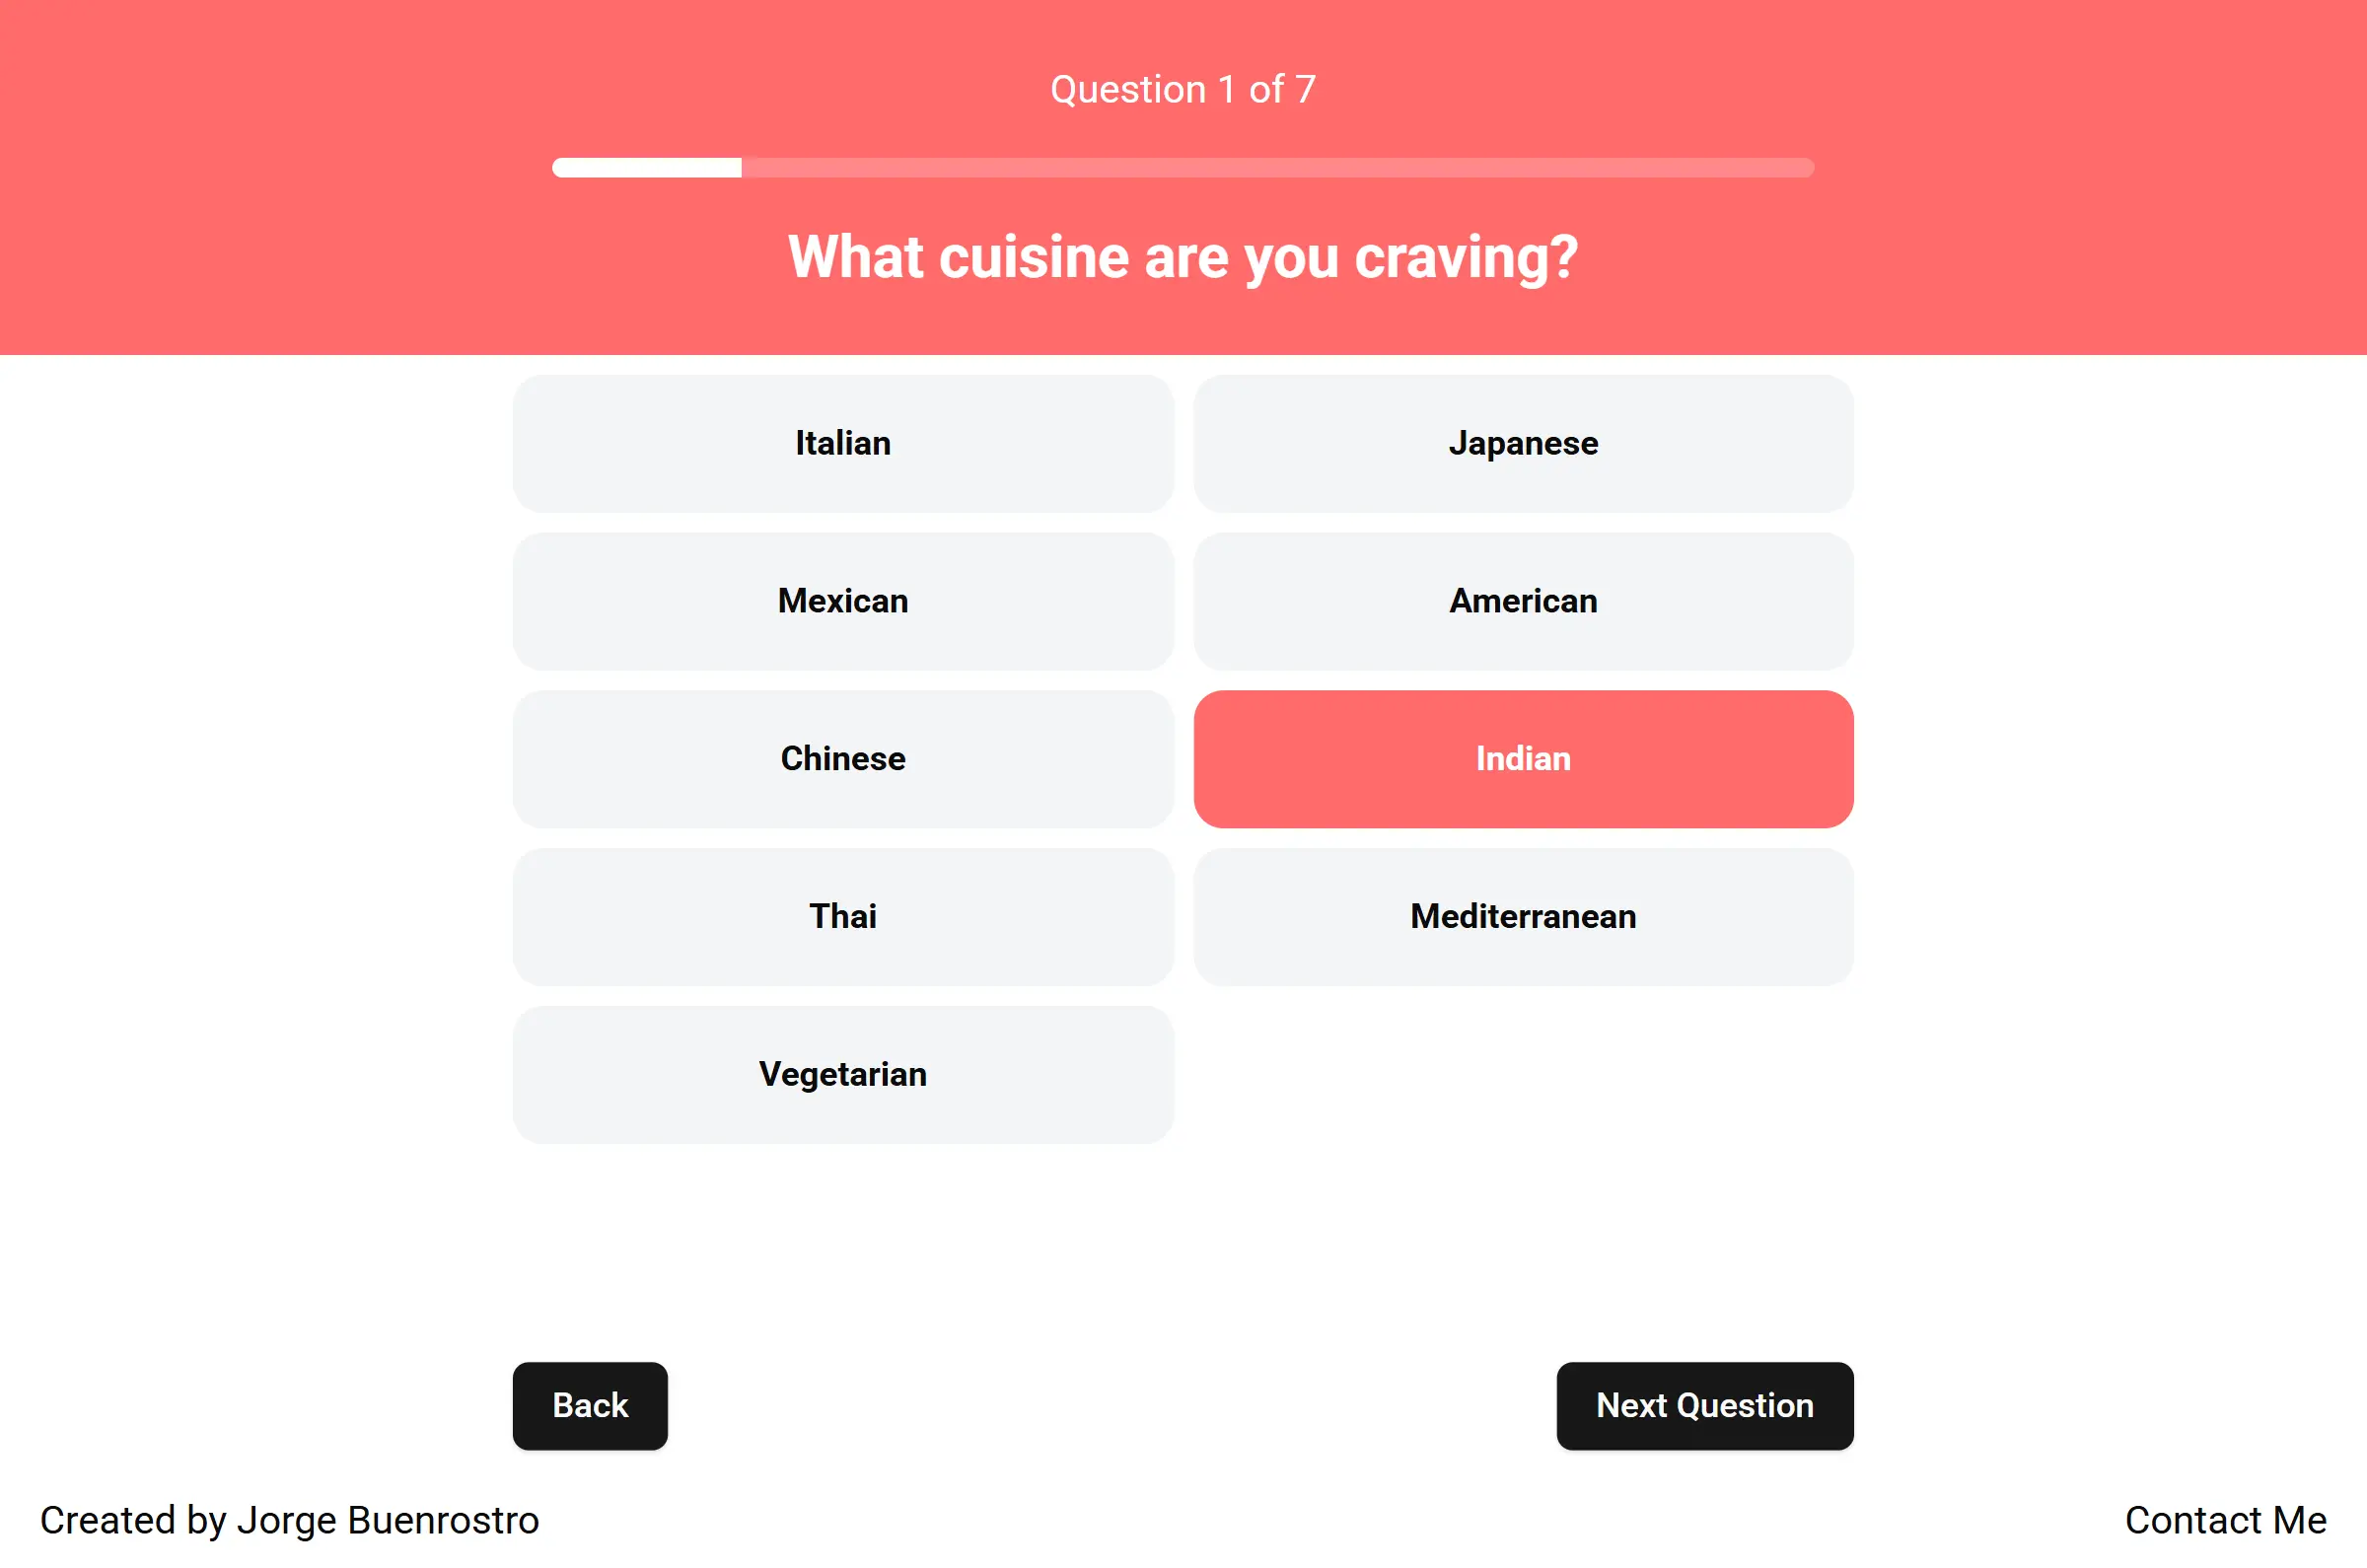 Question 1 of 7
What cuisine are you craving?
Italian
Japanese
Mexican
American
Chinese
Indian
Thai
Mediterranean
Vegetarian
Back
Next Question
Created by Jorge Buenrostro
Contact Me